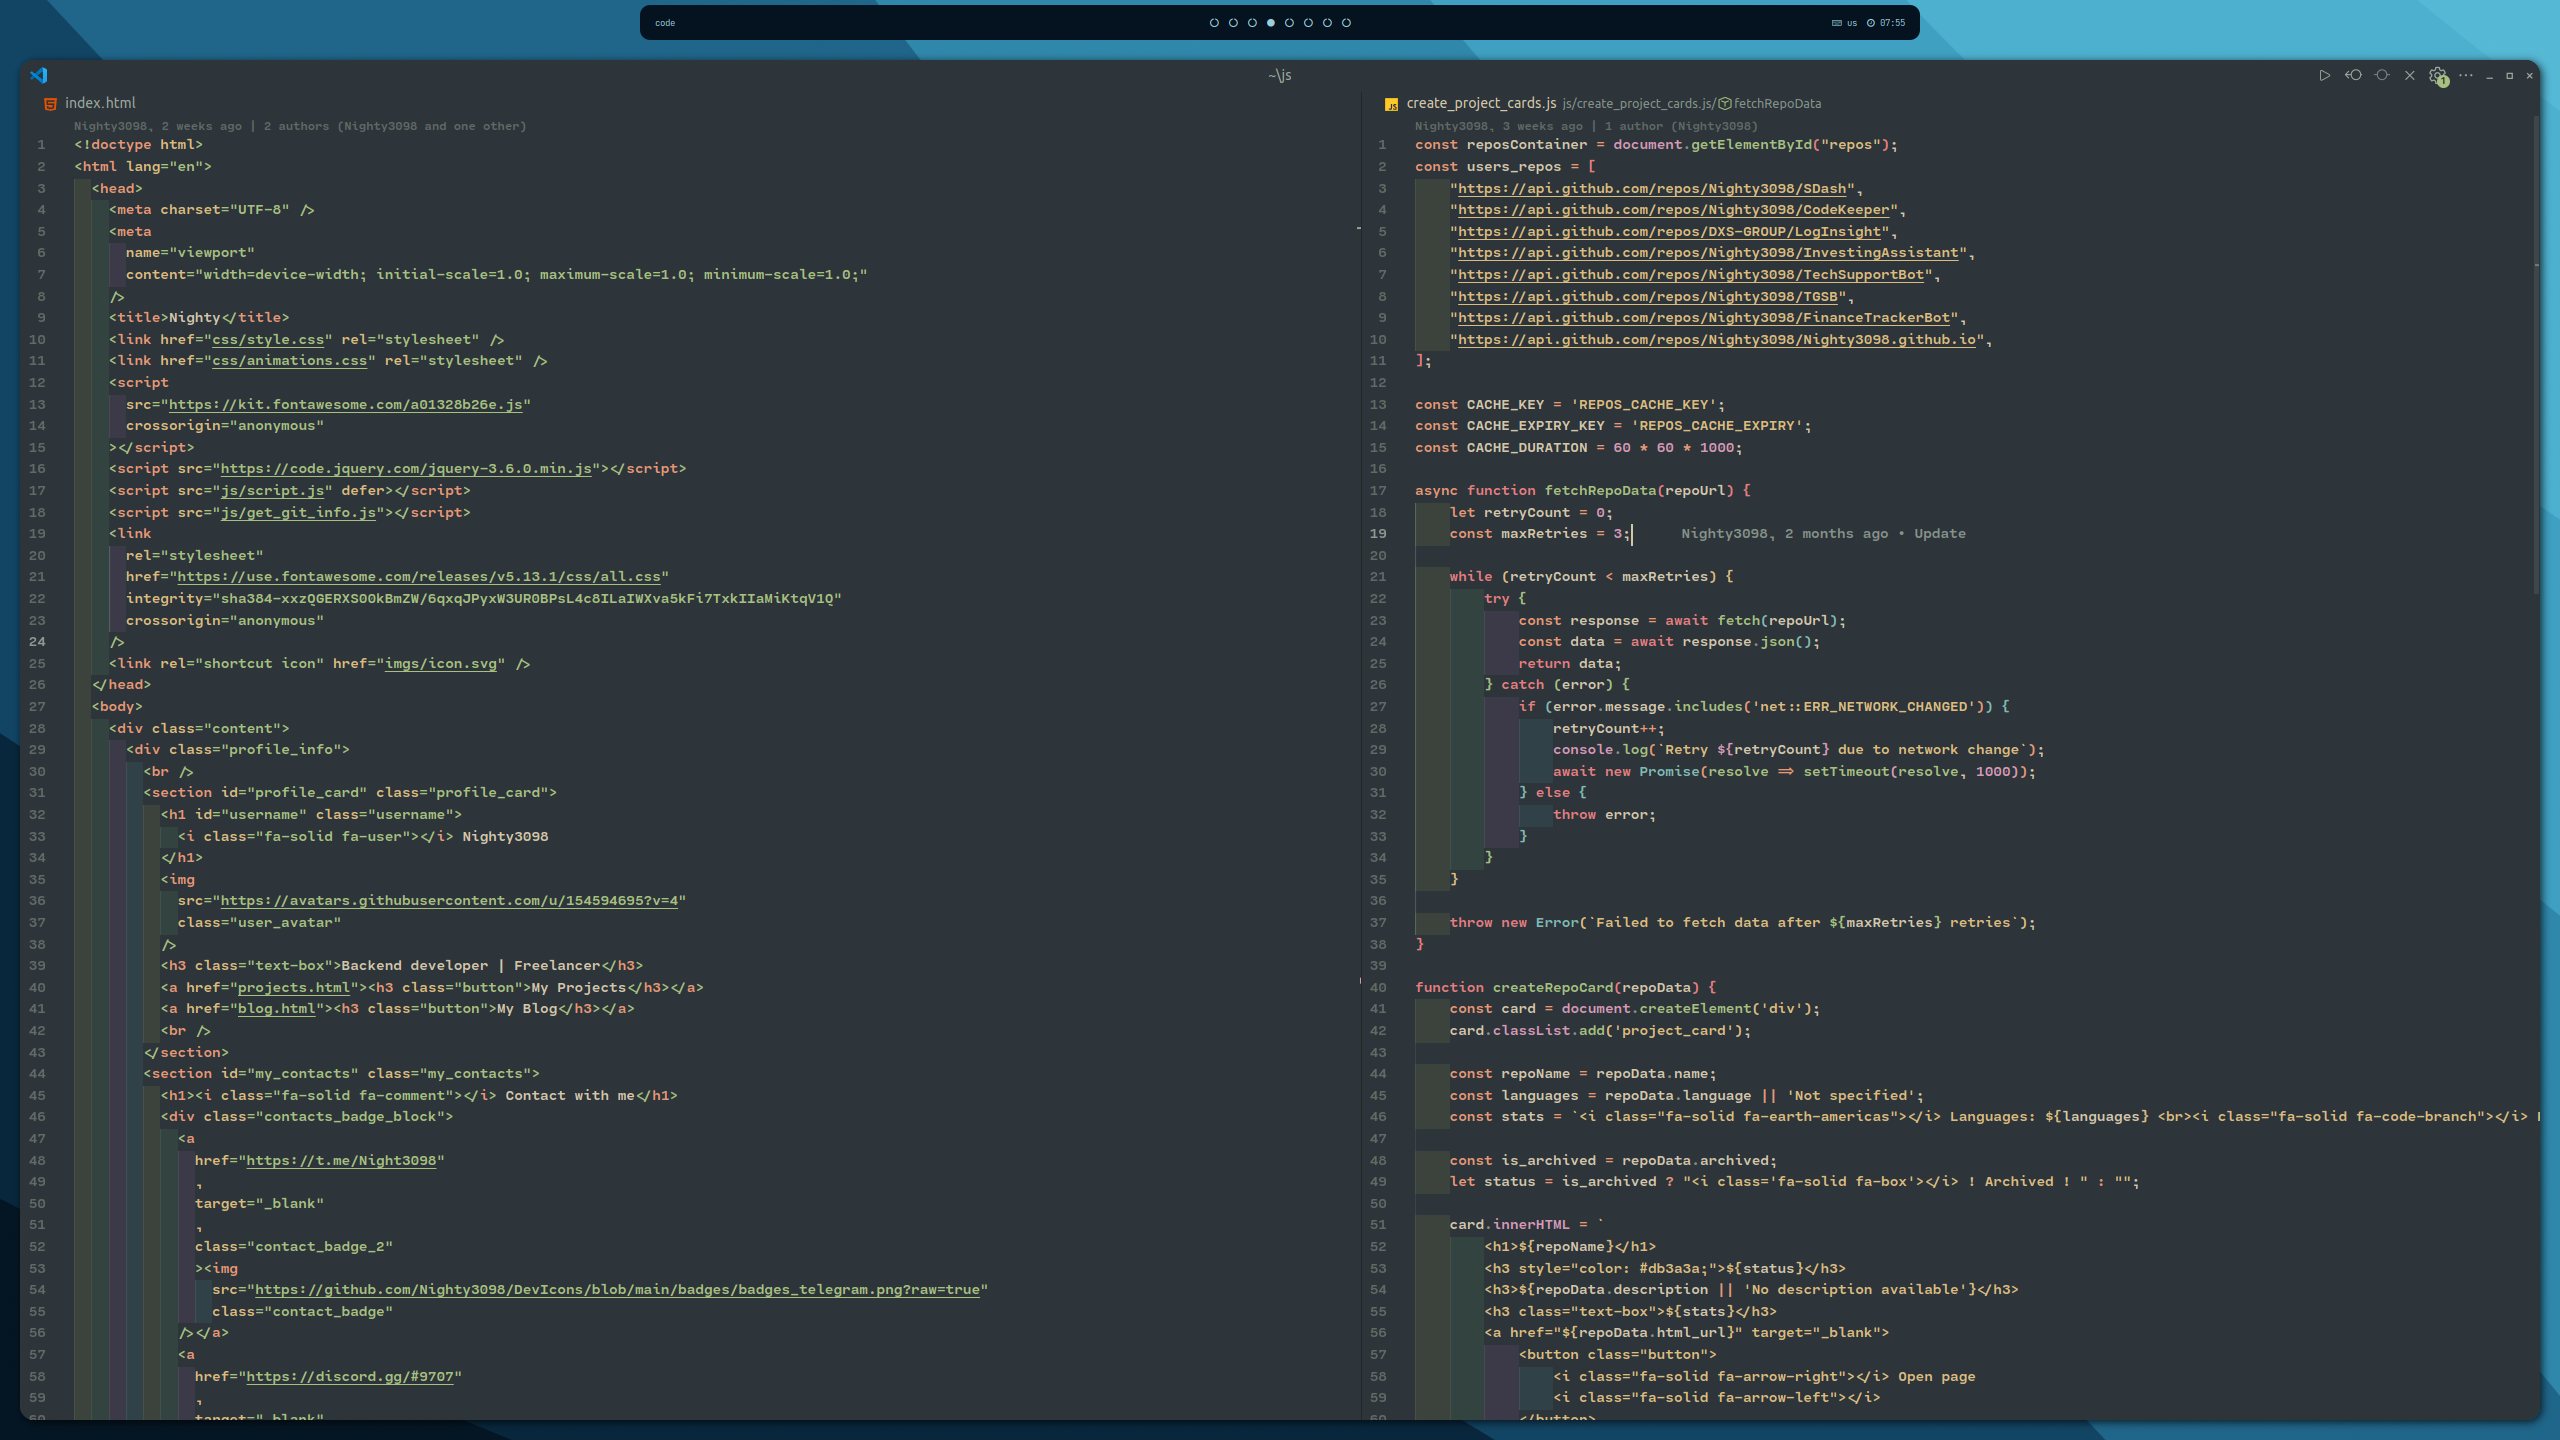 code
us 07:55
~\js
1
index.html
Nighty3098, 2 weeks ago | 2 authors (Nighty3098 and one other)
1 <!doctype html>
2 <html lang="en">
3 <head>
4 <meta charset="UTF-8" />
5 <meta
6 name="viewport"
7 content="width=device-width; initial-scale=1.0; maximum-scale=1.0; minimum-scale=1.0;"
8 />
9 <title>Nighty</title>
10 <link href="css/style.css" rel="stylesheet" />
11 <link href="css/animations.css" rel="stylesheet" />
12 <script
13 src="https://kit.fontawesome.com/a01328b26e.js"
14 crossorigin="anonymous"
15 ></script>
16 <script src="https://code.jquery.com/jquery-3.6.0.min.js"></script>
17 <script src="js/script.js" defer></script>
18 <script src="js/get_git_info.js"></script>
19 <link
20 rel="stylesheet"
21 href="https://use.fontawesome.com/releases/v5.13.1/css/all.css"
22 integrity="sha384-xxzQGERXS00kBmZW/6qxqJPyxW3UR0BPsL4c8ILaIWXva5kFi7TxkIIaMiKtqV1Q"
23 crossorigin="anonymous"
24 />
25 <link rel="shortcut icon" href="imgs/icon.svg" />
26 </head>
27 <body>
28 <div class="content">
29 <div class="profile_info">
30 <br />
31 <section id="profile_card" class="profile_card">
32 <h1 id="username" class="username">
33 <i class="fa-solid fa-user"></i> Nighty3098
34 </h1>
35 <img
36 src="https://avatars.githubusercontent.com/u/154594695?v=4"
37 class="user_avatar"
38 />
39 <h3 class="text-box">Backend developer | Freelancer</h3>
40 <a href="projects.html"><h3 class="button">My Projects</h3></a>
41 <a href="blog.html"><h3 class="button">My Blog</h3></a>
42 <br />
43 </section>
44 <section id="my_contacts" class="my_contacts">
45 <h1><i class="fa-solid fa-comment"></i> Contact with me</h1>
46 <div class="contacts_badge_block">
47 <a
48 href="https://t.me/Night3098"
49 ,
50 target="_blank"
51 ,
52 class="contact_badge_2"
53 ><img
54 src="https://github.com/Nighty3098/DevIcons/blob/main/badges/badges_telegram.png?raw=true"
55 class="contact_badge"
56 /></a>
57 <a
58 href="https://discord.gg/#9707"
59 ,
60 target="_blank"
create_project_cards.js js/create_project_cards.js/fetchRepoData
Nighty3098, 3 weeks ago | 1 author (Nighty3098)
1 const reposContainer = document.getElementById("repos");
2 const users_repos = [
3 "https://api.github.com/repos/Nighty3098/SDash",
4 "https://api.github.com/repos/Nighty3098/CodeKeeper",
5 "https://api.github.com/repos/DXS-GROUP/LogInsight",
6 "https://api.github.com/repos/Nighty3098/InvestingAssistant",
7 "https://api.github.com/repos/Nighty3098/TechSupportBot",
8 "https://api.github.com/repos/Nighty3098/TGSB",
9 "https://api.github.com/repos/Nighty3098/FinanceTrackerBot",
10 "https://api.github.com/repos/Nighty3098/Nighty3098.github.io",
11 ];
12
13 const CACHE_KEY = 'REPOS_CACHE_KEY';
14 const CACHE_EXPIRY_KEY = 'REPOS_CACHE_EXPIRY';
15 const CACHE_DURATION = 60 * 60 * 1000;
16
17 async function fetchRepoData(repoUrl) {
18 let retryCount = 0;
19 const maxRetries = 3; Nighty3098, 2 months ago • Update
20
21 while (retryCount < maxRetries) {
22 try {
23 const response = await fetch(repoUrl);
24 const data = await response.json();
25 return data;
26 } catch (error) {
27 if (error.message.includes('net::ERR_NETWORK_CHANGED')) {
28 retryCount++;
29 console.log(`Retry ${retryCount} due to network change`);
30 await new Promise(resolve => setTimeout(resolve, 1000));
31 } else {
32 throw error;
33 }
34 }
35 }
36
37 throw new Error(`Failed to fetch data after ${maxRetries} retries`);
38 }
39
40 function createRepoCard(repoData) {
41 const card = document.createElement('div');
42 card.classList.add('project_card');
43
44 const repoName = repoData.name;
45 const languages = repoData.language || 'Not specified';
46 const stats = `<i class="fa-solid fa-earth-americas"></i> Languages: ${languages} <br><i class="fa-solid fa-code-branch"></i>
47
48 const is_archived = repoData.archived;
49 let status = is_archived ? "<i class='fa-solid fa-box'></i> ! Archived ! " : "";
50
51 card.innerHTML = `
52 <h1>${repoName}</h1>
53 <h3 style="color: #db3a3a;">${status}</h3>
54 <h3>${repoData.description || 'No description available'}</h3>
55 <h3 class="text-box">${stats}</h3>
56 <a href="${repoData.html_url}" target="_blank">
57 <button class="button">
58 <i class="fa-solid fa-arrow-right"></i> Open page
59 <i class="fa-solid fa-arrow-left"></i>
60 </button>